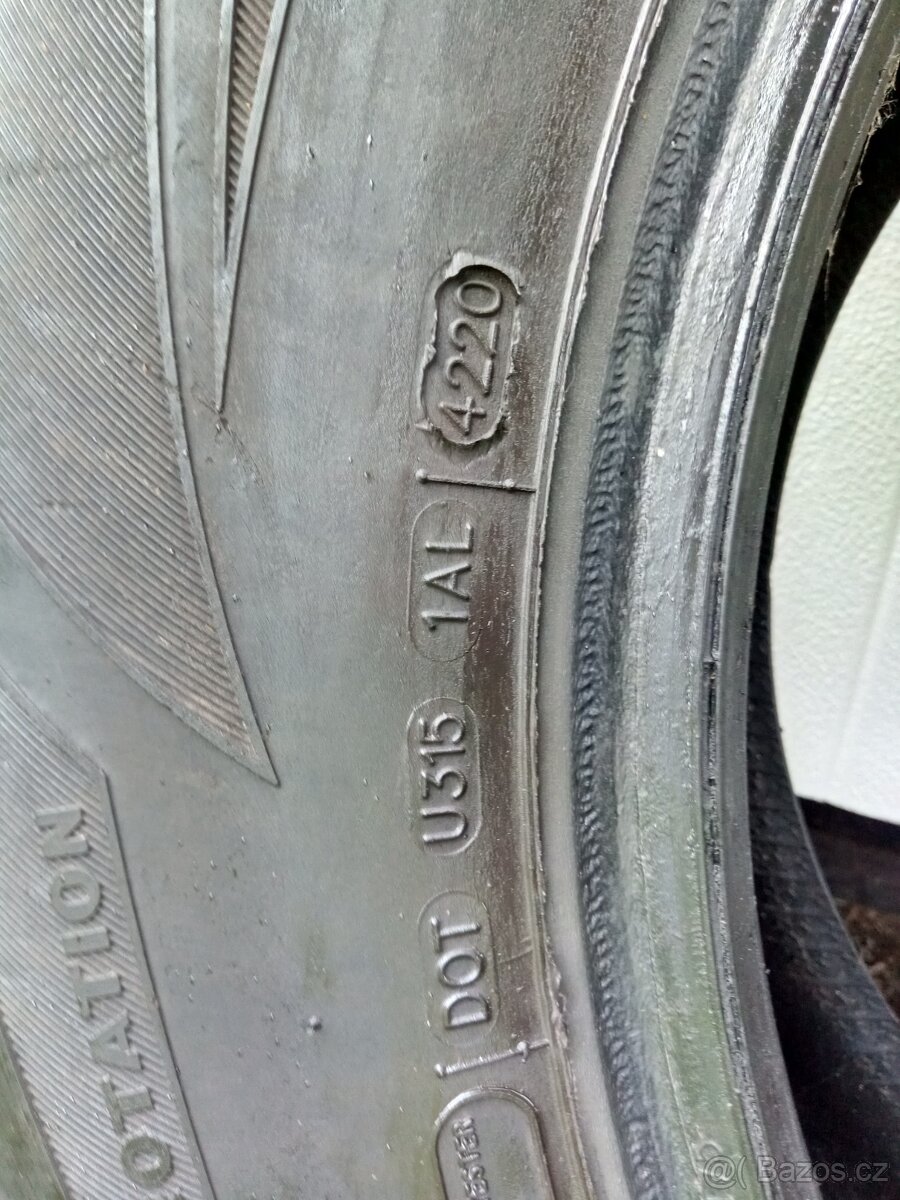 DOT U315 1AL 4220
OTATION
@( Bazos.cz